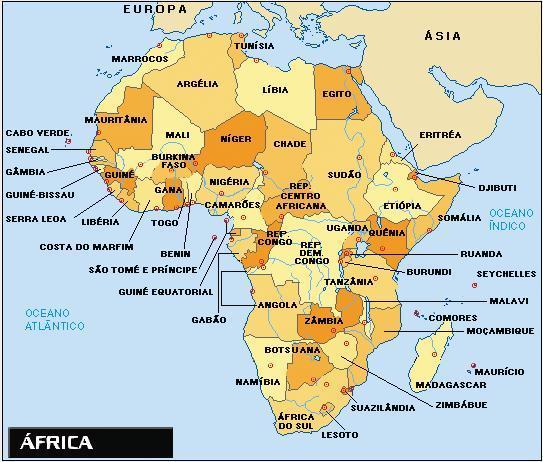 EUROPA
ÁSIA
TUNÍSIA
MARROCOS
ARGÉLIA
LÍBIA
EGITO
MAURITÂNIA
MALI
NÍGER
CHADE
SUDÃO
ERITRÉA
CABO VERDE.
SENEGAL
GÂMBIA
GUINÉ-BISSAU
SERRA LEOA
GUINÉ
BURKINA
FASO
GANA
NIGÉRIA
CAMARÕES
REP.
CENTRO
AFRICANA
ETIÓPIA
DJIBUTI
SOMÁLIA
OCEANO
ÍNDICO
LIBÉRIA
COSTA DO MARFIM
TOGO
BENIN
SÃO TOMÉ E PRÍNCIPE
GUINÉ EQUATORIAL
GABÃO
REP.
CONGO
REP
DEM
CONGO
UGANDA
QUÊNIA
RUANDA
BURUNDI
SEYCHELLES
TANZÂNIA
MALAVI
COMORES
MOÇAMBIQUE
OCEANO
ATLÂTICO
ANGOLA
ZÂMBIA
BOTSUANA
NAMÍBIA
MADAGASCAR
MAURÍCIO
ZIMBÁBUE
SUAZILÂNDIA
ÁFRICA
DO SUL
LESOTO
ÁFRICA